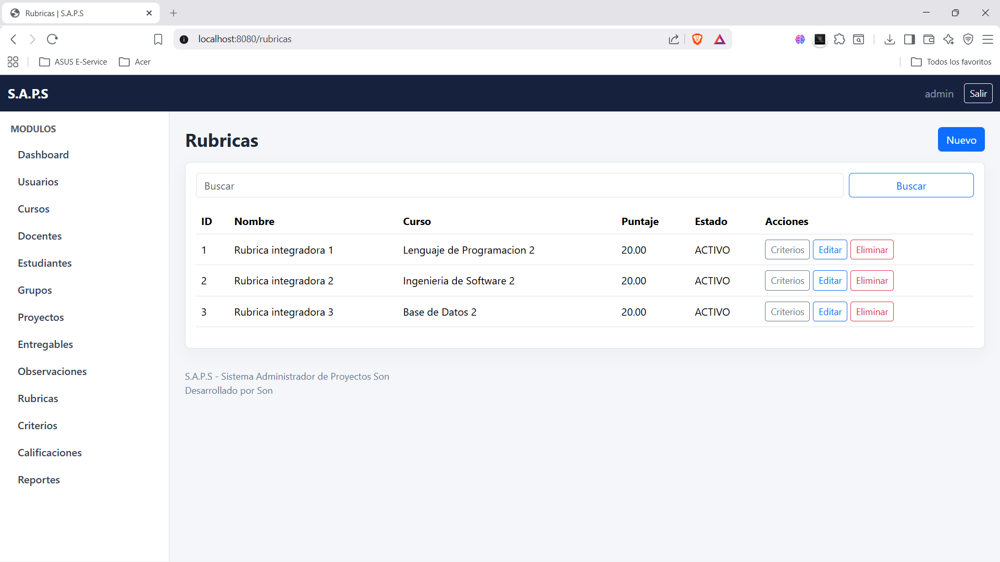 Rubricas | S.A.P.S
localhost:8080/rubricas
ASUS E-Service
Acer
Todos los favoritos
S.A.P.S
admin
Salir
MODULOS
Dashboard
Usuarios
Cursos
Docentes
Estudiantes
Grupos
Proyectos
Entregables
Observaciones
Rubricas
Criterios
Calificaciones
Reportes
Rubricas
Nuevo
Buscar
Buscar
ID Nombre Curso Puntaje Estado Acciones
1 Rubrica integradora 1 Lenguaje de Programacion 2 20.00 ACTIVO Criterios Editar Eliminar
2 Rubrica integradora 2 Ingenieria de Software 2 20.00 ACTIVO Criterios Editar Eliminar
3 Rubrica integradora 3 Base de Datos 2 20.00 ACTIVO Criterios Editar Eliminar
S.A.P.S - Sistema Administrador de Proyectos Son
Desarrollado por Son